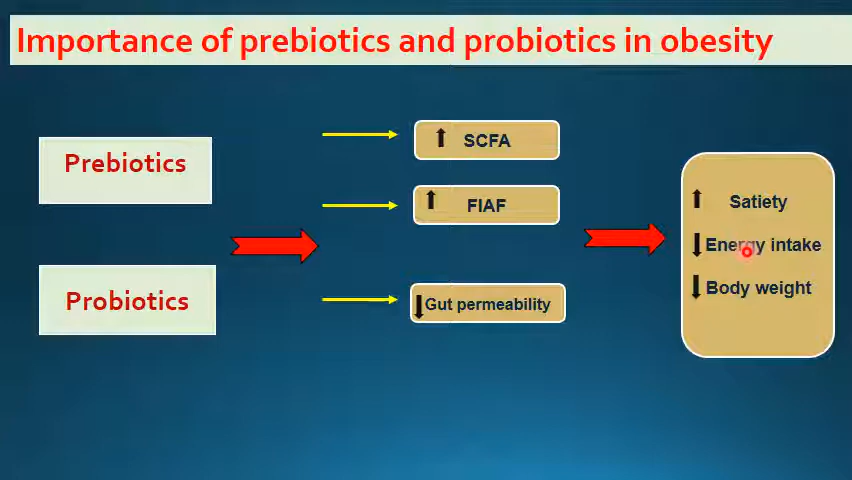 Importance of prebiotics and probiotics in obesity
Prebiotics
Probiotics
SCFA
FIAF
Gut permeability
Satiety
Energy intake
Body weight